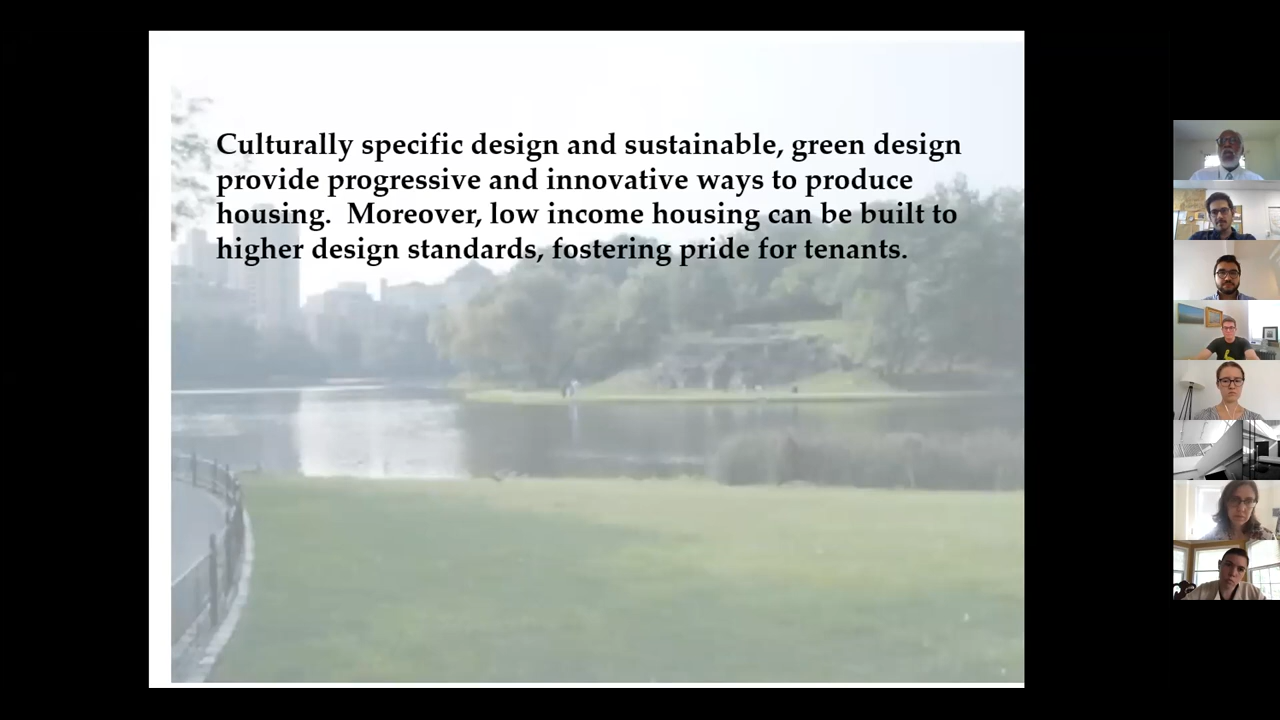 Culturally specific design and sustainable, green design
provide progressive and innovative ways to produce
housing.  Moreover, low income housing can be built to
higher design standards, fostering pride for tenants.